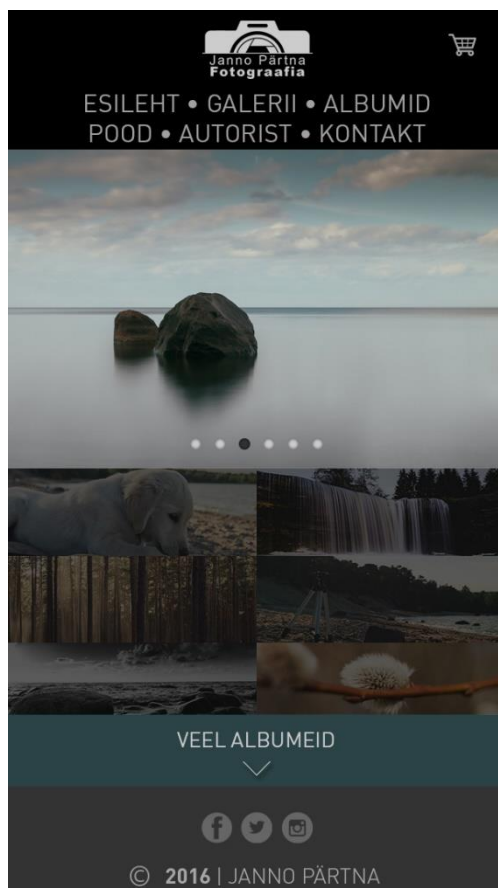 Janno Pärtna
Fotograafia
ESILEHT • GALERII • ALBUMID
POOD • AUTORIST • KONTAKT
VEEL ALBUMEID
© 2016 | JANNO PÄRTNA